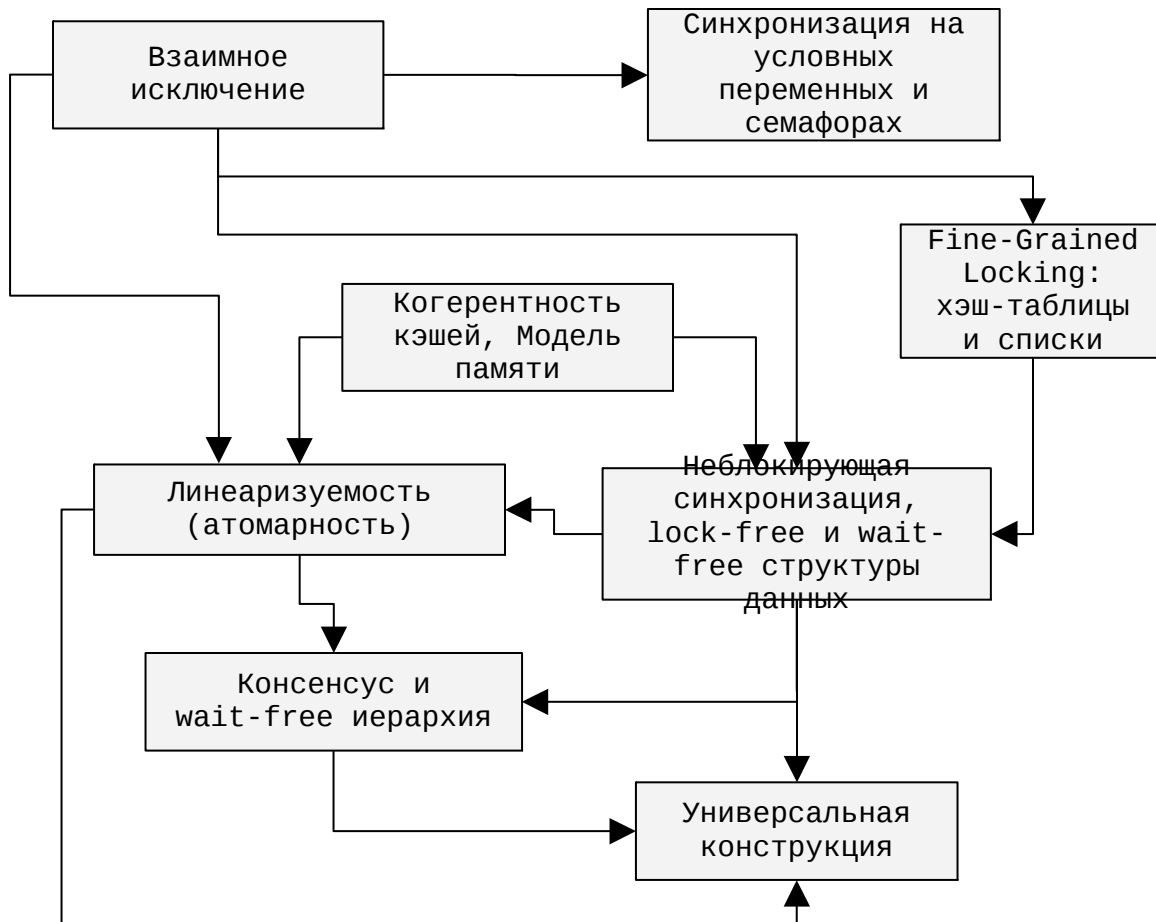 Взаимное
исключение
Синхронизация на
условных
переменных и
семафорах
Fine-Grained
Locking:
хэш-таблицы
и списки
Когерентность
кэшей, Модель
памяти
Линеаризуемость
(атомарность)
Неблокирующая
синхронизация,
lock-free и wait-
free структуры
данных
Консенсус и
wait-free иерархия
Универсальная
конструкция